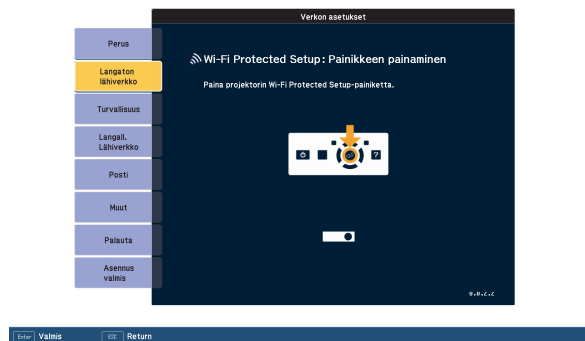 Verkon asetukset
Perus
Langaton
lähiverkko
Turvallisuus
Langall.
Lähiverkko
Posti
Muut
Palauta
Asennus
valmis
Wi-Fi Protected Setup: Painikkeen painaminen
Paina projektorin Wi-Fi Protected Setup-painiketta.
?
Enter Valmis
ESC Return